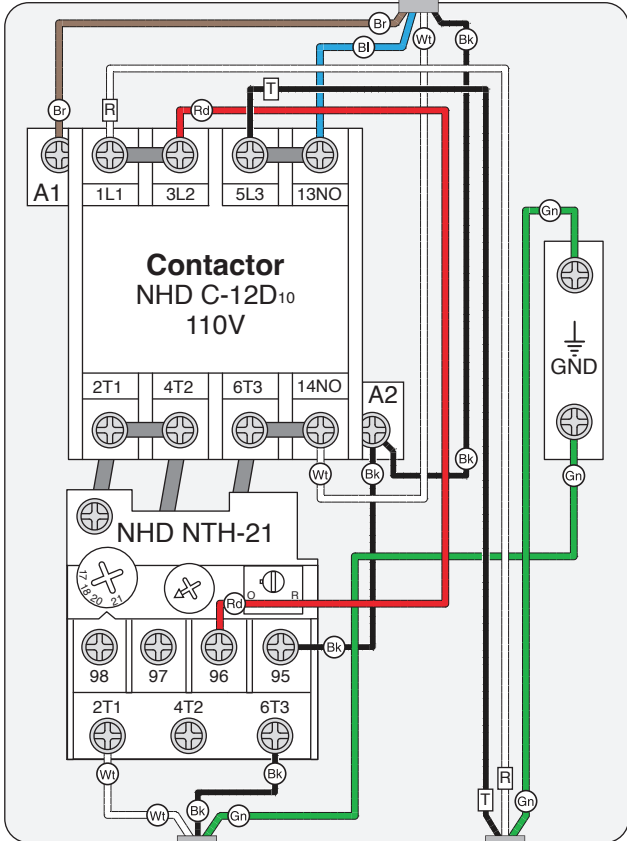 Br
Bl
Wt
Bk
R
T
Br
Rd
A1
1L1
3L2
5L3
13NO
Gn
Contactor
NHD C-12D10
110V
GND
2T1
4T2
6T3
14NO
A2
Bk
Wt
Bk
Gn
NHD NTH-21
17
18
20
21
O
R
Rd
98
97
96
95
Bk
2T1
4T2
6T3
Wt
Bk
R
T
Gn
Wt
Bk
Gn